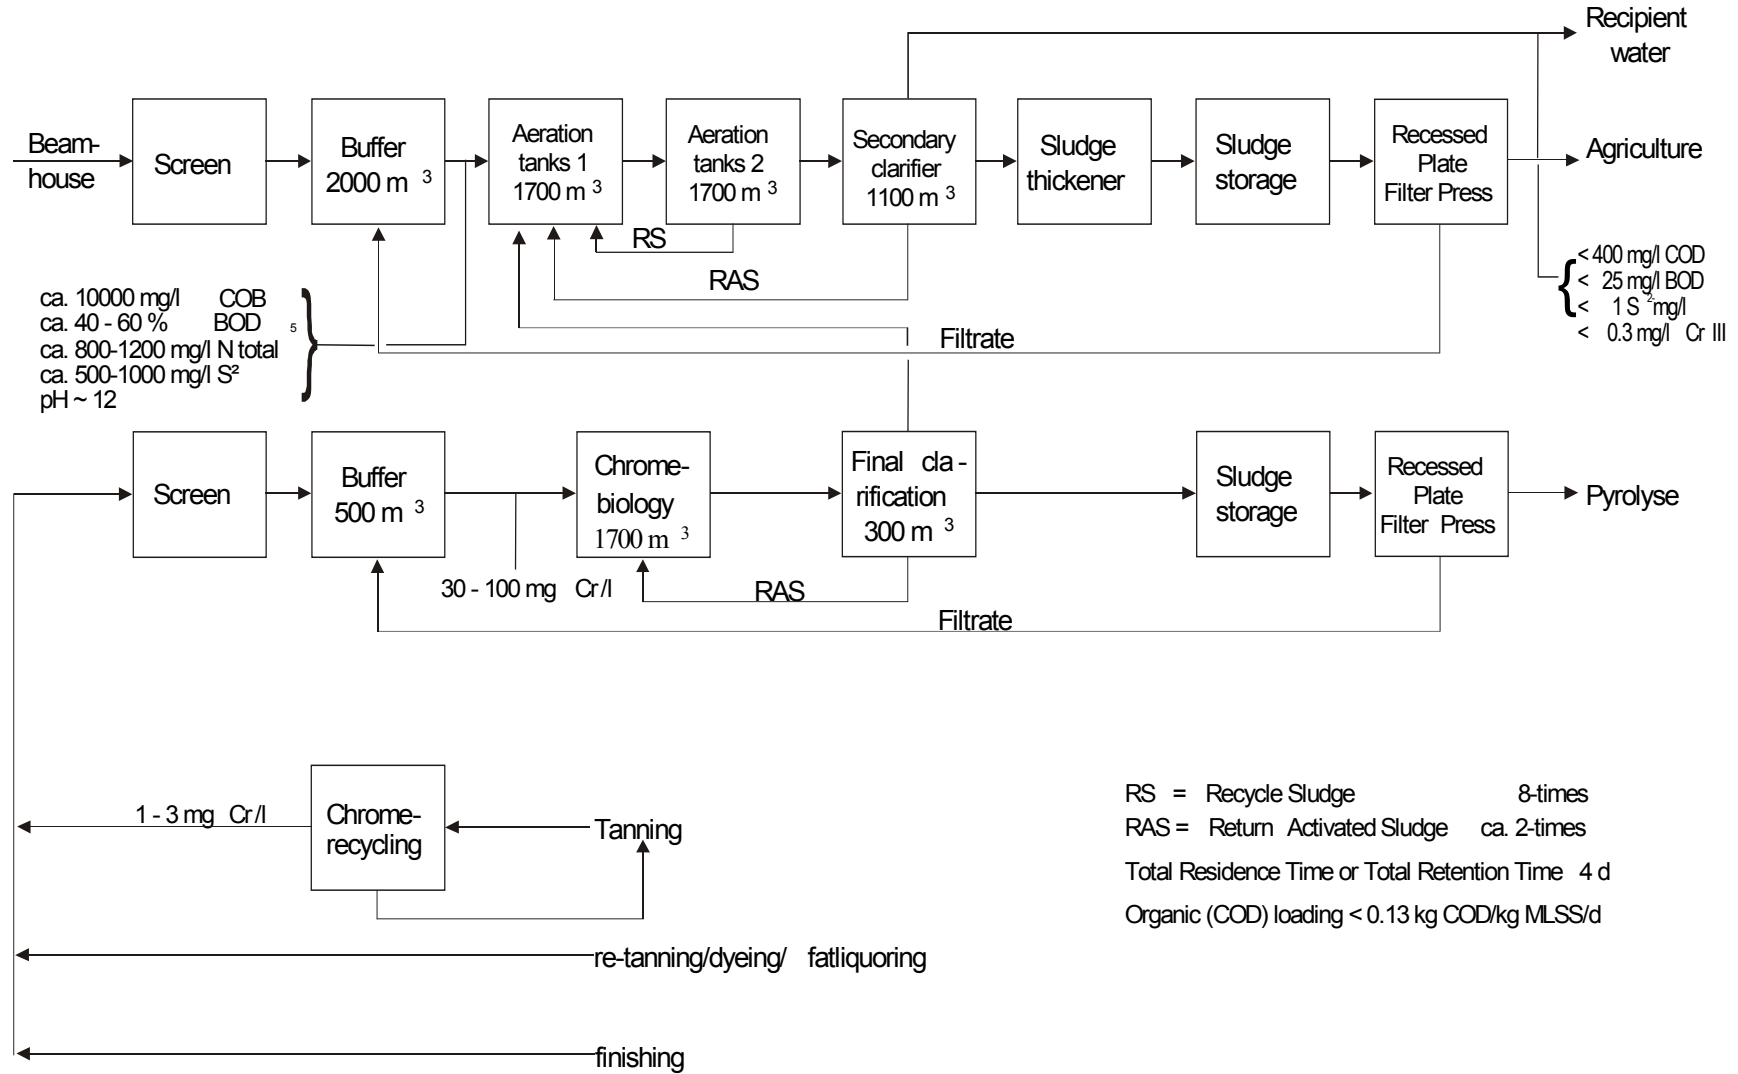 Recipient
water
Beam-
house
Screen
Buffer
2000 m 3
Aeration
tanks 1
1700 m 3
Aeration
tanks 2
1700 m 3
Secondary
clarifier
1100 m 3
Sludge
thickener
Sludge
storage
Recessed
Plate
Filter Press
Agriculture
RS
RAS
Filtrate
ca. 10000 mg/l COB
ca. 40 - 60 % BOD 5
ca. 800-1200 mg/l N total
ca. 500-1000 mg/l S²
pH ~ 12
< 400 mg/l COD
< 25 mg/l BOD
< 1 S 2- mg/l
< 0.3 mg/l Cr III
Screen
Buffer
500 m 3
Chrome-
biology
1700 m 3
Final cla -
rification
300 m 3
Sludge
storage
Recessed
Plate
Filter Press
Pyrolyse
30 - 100 mg Cr/l
RAS
Filtrate
1 - 3 mg Cr/l
Chrome-
recycling
Tanning
re-tanning/dyeing/ fatliquoring
finishing
RS = Recycle Sludge 8-times
RAS = Return Activated Sludge ca. 2-times
Total Residence Time or Total Retention Time 4 d
Organic (COD) loading < 0.13 kg COD/kg MLSS/d